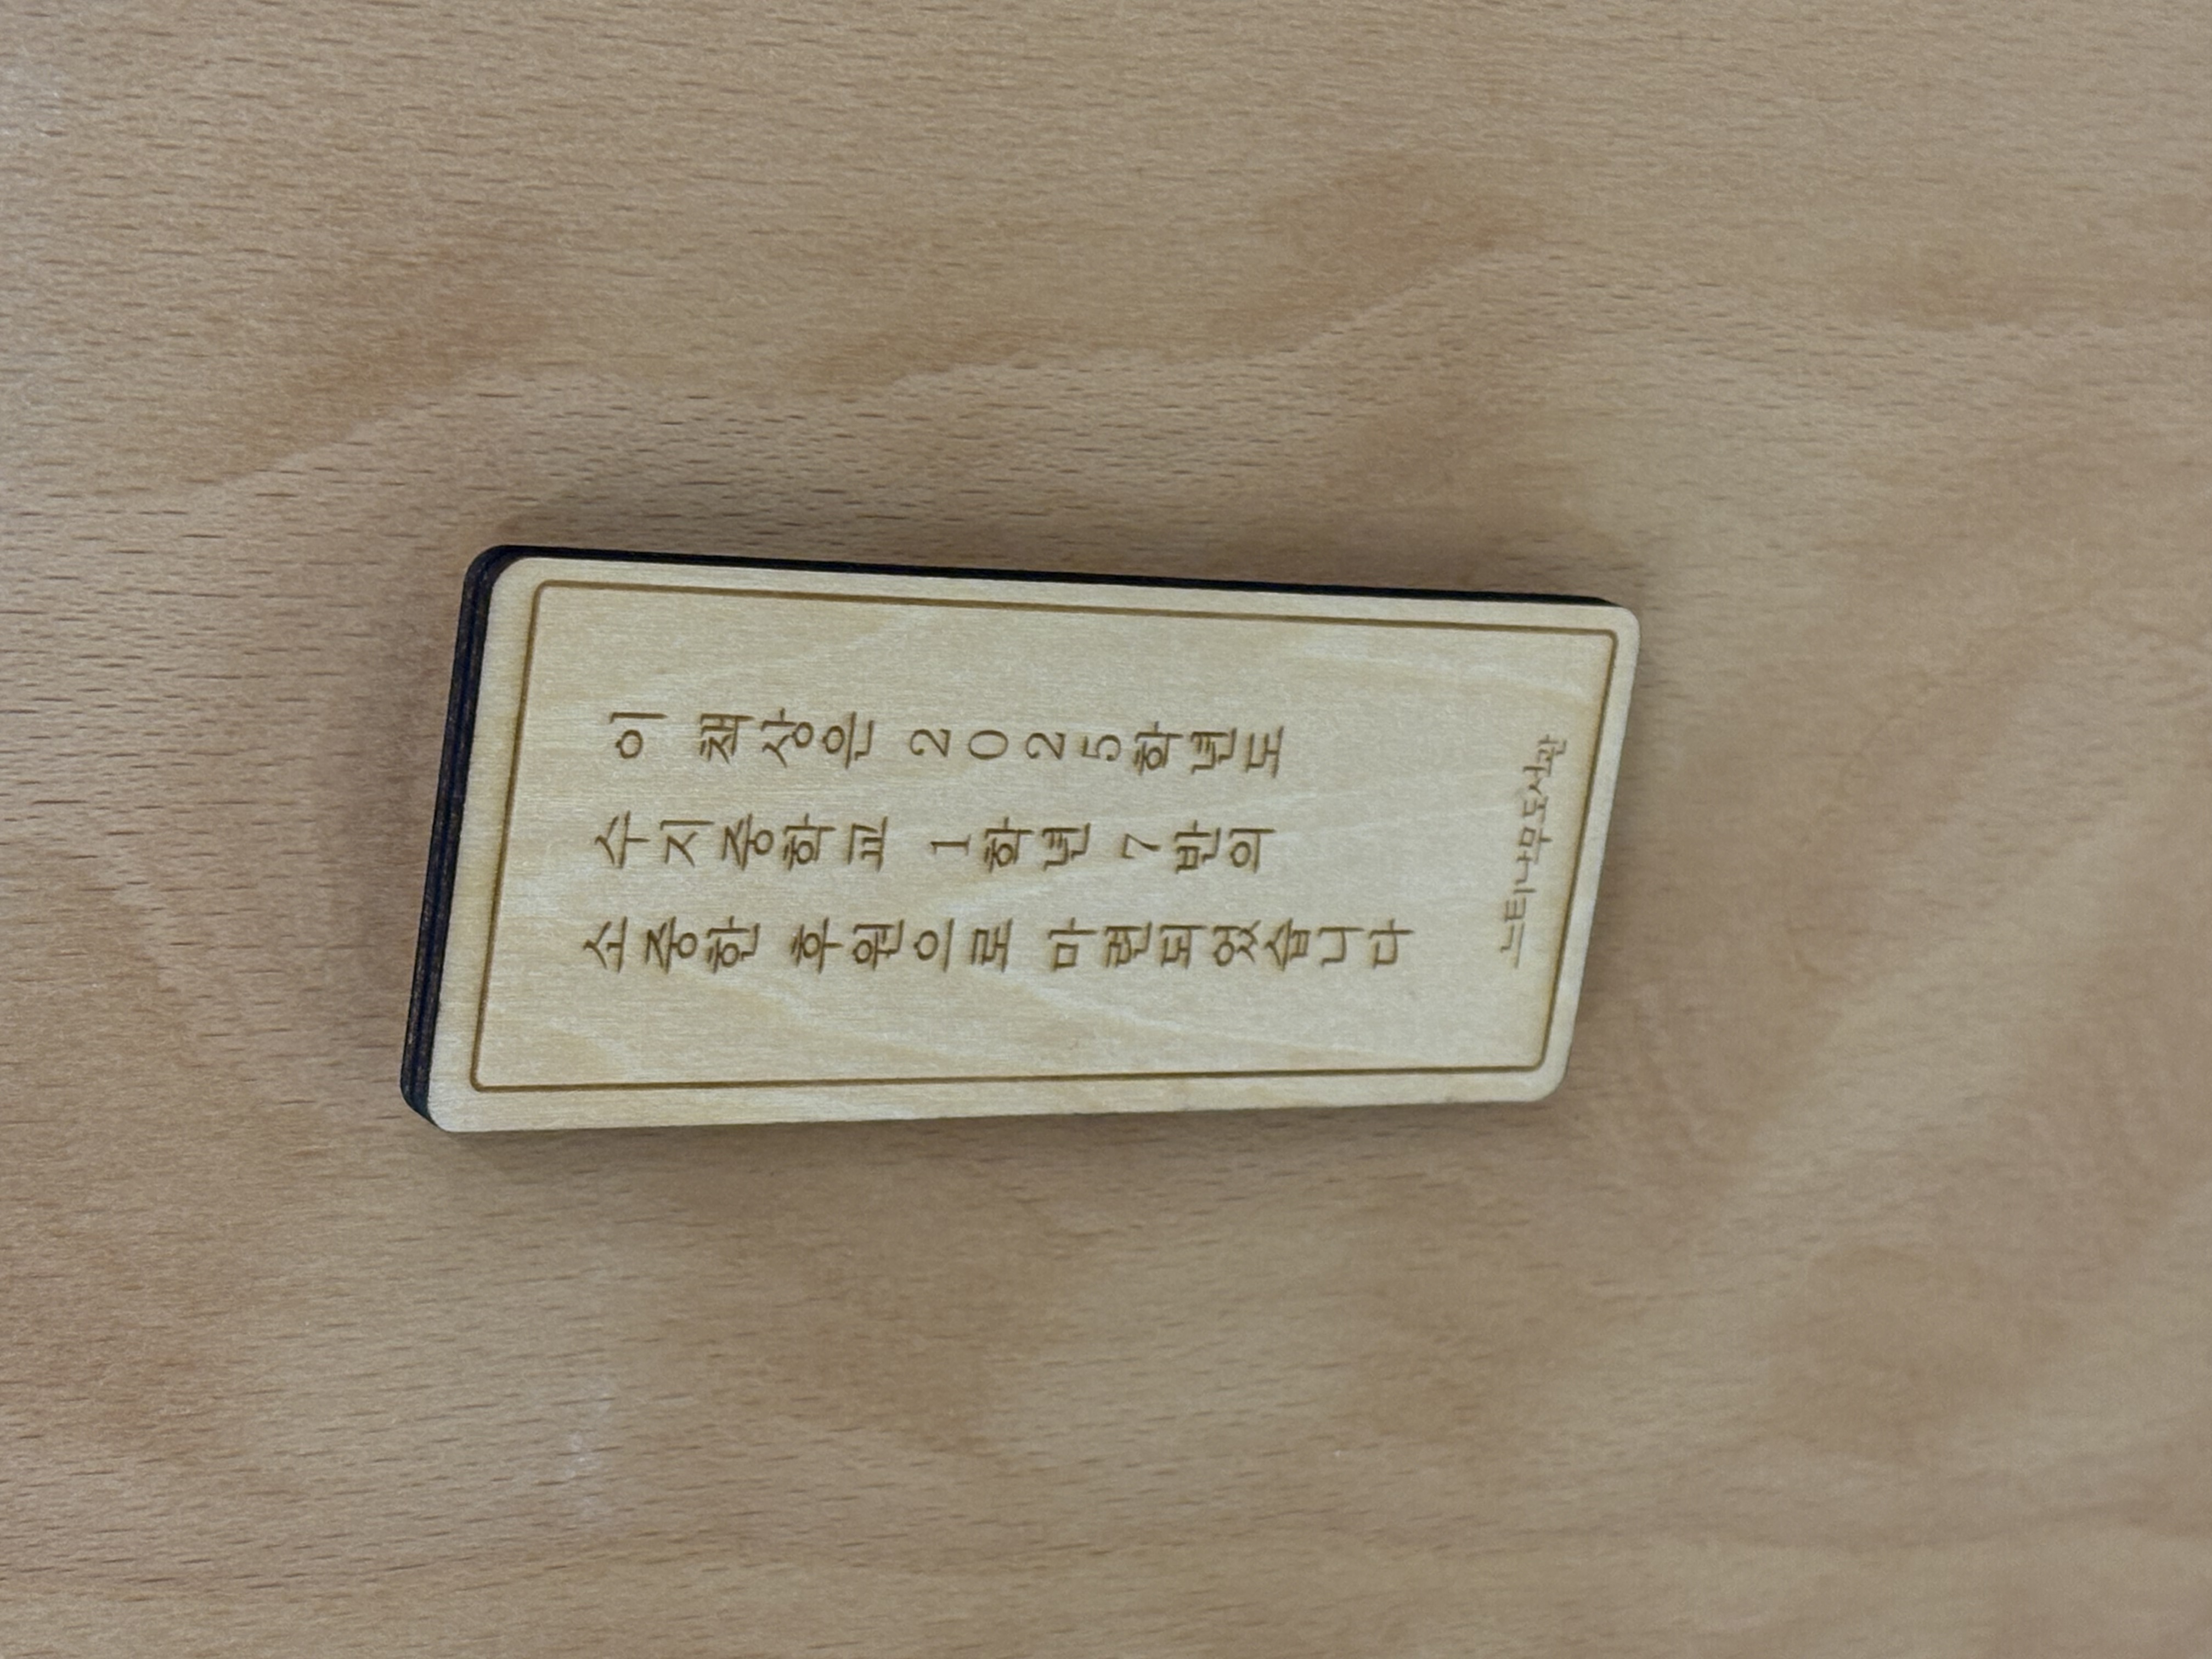 이 책상은 2025학년도
수지중학교 1학년 7반의
소중한 후원으로 마련되었습니다
느티나무도서관